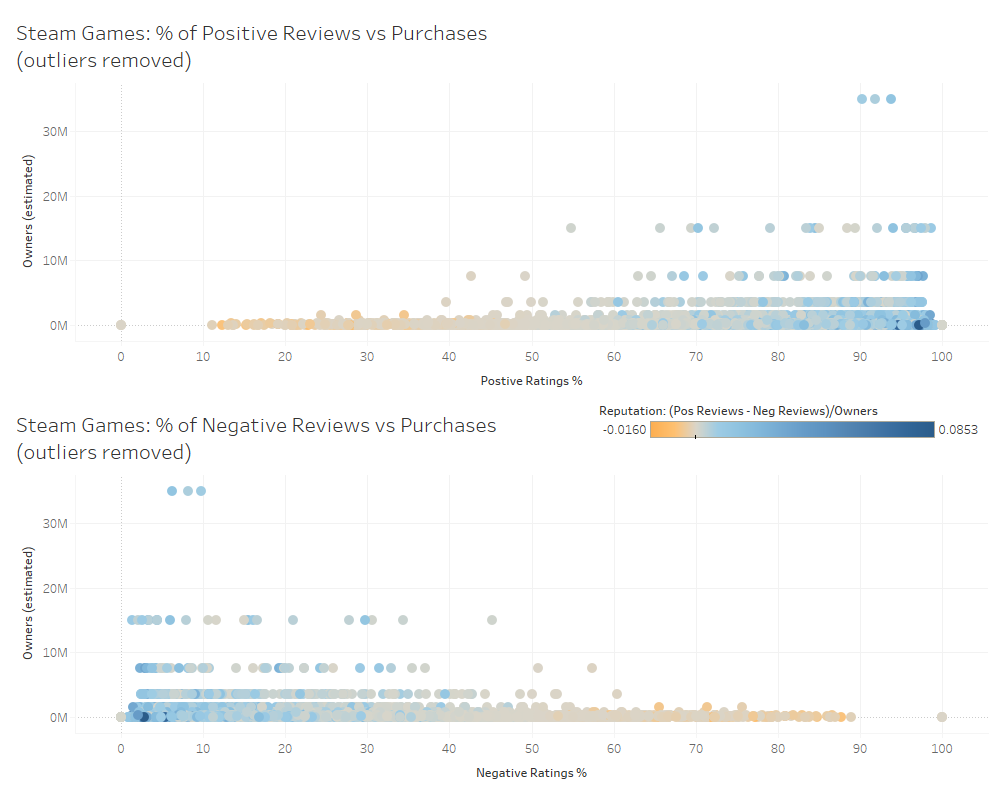 Steam Games: % of Positive Reviews vs Purchases
(outliers removed)
30M
20M
10M
0M
Owners (estimated)
0 10 20 30 40 50 60 70 80 90 100
Postive Ratings %
Reputation: (Pos Reviews - Neg Reviews)/Owners
-0.0160 0.0853
Steam Games: % of Negative Reviews vs Purchases
(outliers removed)
30M
20M
10M
0M
Owners (estimated)
0 10 20 30 40 50 60 70 80 90 100
Negative Ratings %